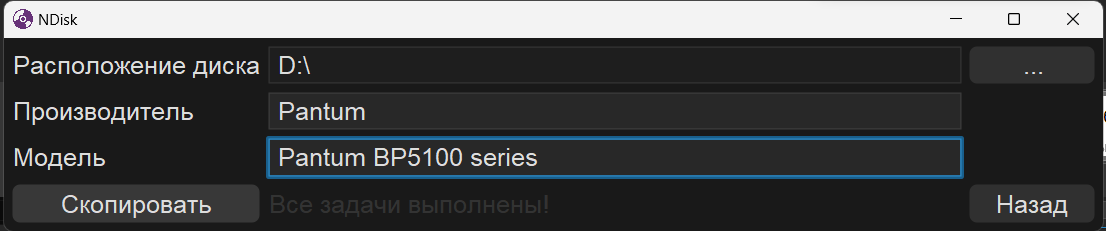 NDisk
Расположение диска D:\ ...
Производитель Pantum
Модель Pantum BP5100 series
Скопировать Все задачи выполнены! Назад